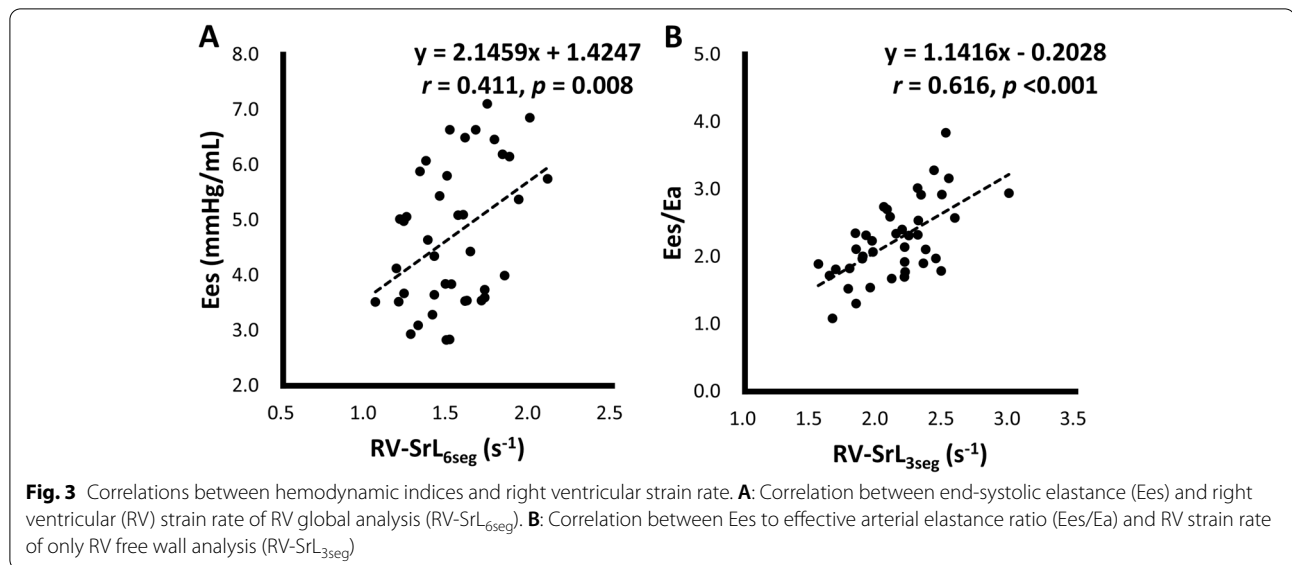 A
y = 2.1459x + 1.4247
r = 0.411, p = 0.008
Ees (mmHg/mL)
8.0
7.0
6.0
5.0
4.0
3.0
2.0
0.5 1.0 1.5 2.0 2.5
RV-SrL6seg (s-1)
B
y = 1.1416x - 0.2028
r = 0.616, p <0.001
Ees/Ea
5.0
4.0
3.0
2.0
1.0
0.0
1.0 1.5 2.0 2.5 3.0 3.5
RV-SrL3seg (s-1)
Fig. 3 Correlations between hemodynamic indices and right ventricular strain rate. A: Correlation between end-systolic elastance (Ees) and right
ventricular (RV) strain rate of RV global analysis (RV-SrL6seg). B: Correlation between Ees to effective arterial elastance ratio (Ees/Ea) and RV strain rate
of only RV free wall analysis (RV-SrL3seg)